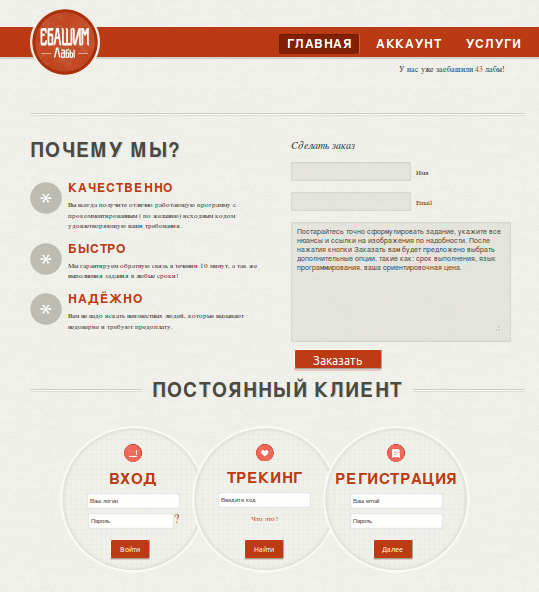 ЕБАШИМ
Лабы
ГЛАВНАЯ АККАУНТ УСЛУГИ
У нас уже заебашили 43 лабы!
ПОЧЕМУ МЫ?
КАЧЕСТВЕННО
Вы всегда получите отлично работающую программу с
прокомментированным ( по желанию) исходным кодом
удовлетворяющую ваши требования.
БЫСТРО
Мы гарантируем обратную связь в течении 10 минут, а так же
выполнения задания в любые сроки!
НАДЁЖНО
Вам не надо искать неизвестных людей, которые вызывают
недоверие и требуют предоплату.
Сделать заказ
Имя
Email
Постарайтесь точно сформулировать задание, укажите все
нюансы и ссылки на изображения по надобности. После
нажатия кнопки Заказать вам будет предложено выбрать
дополнительные опции, такие как: срок выполнения, язык
программирования, ваша ориентировочная цена.
Заказать
ПОСТОЯННЫЙ КЛИЕНТ
ВХОД
Ваш логин
Пароль ?
Войти
ТРЕКИНГ
Введите код
Что это?
Найти
РЕГИСТРАЦИЯ
Ваш email
Пароль
Далее